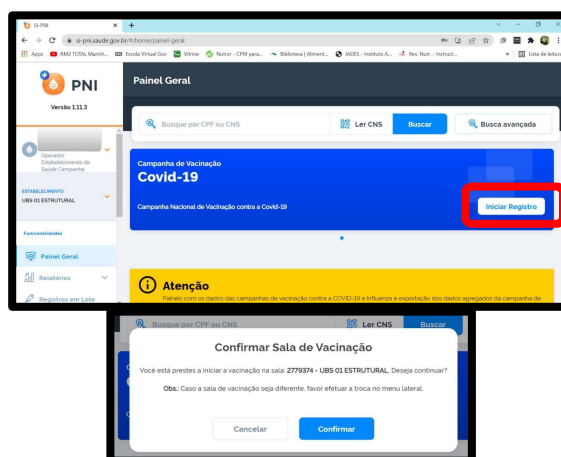 SI-PNI
si-pni.saude.gov.br/#/home/painel-geral
Apps
RM2 TOTAL Marinh...
Escola Virtual Gov
Vitrine
Nutror - CPM para...
Biblioteca | Aliment...
IADES - Instituto A...
Rev. Nutr. - Instruct...
»
Lista de leitura
PNI
Versão 1.11.3
Operador
Estabelecimento de
Saúde Campanha
ESTABELECIMENTO
UBS 01 ESTRUTURAL
Funcionalidades
Painel Geral
Relatórios
Registros em Lote
Painel Geral
Busque por CPF ou CNS
Ler CNS
Buscar
Busca avançada
Campanha de Vacinação
Covid-19
Campanha Nacional de Vacinação contra a Covid-19
Iniciar Registro
Atenção
Painéis com os dados das campanhas de vacinação contra a COVID-19 e Influenza e exportação dos dados agregados da campanha de
Busque por CPF ou CNS
Ler CNS
Buscar
Confirmar Sala de Vacinação
Você está prestes a iniciar a vacinação na sala: 2779374 - UBS 01 ESTRUTURAL. Deseja continuar?
Obs.: Caso a sala de vacinação seja diferente, favor efetuar a troca no menu lateral.
Cancelar
Confirmar